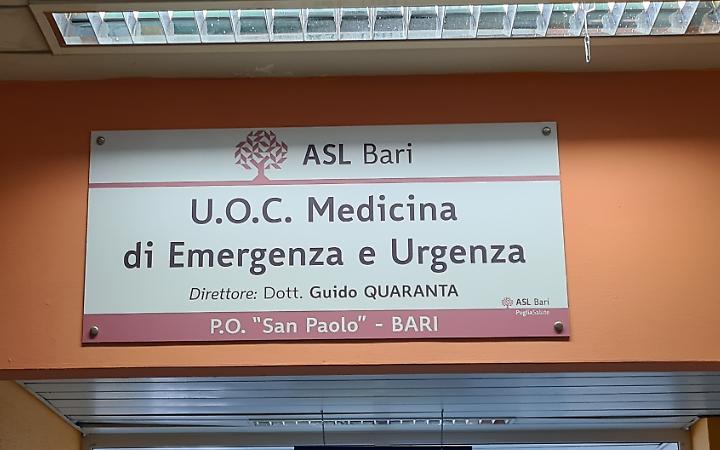 ASL Bari
U.O.C. Medicina
di Emergenza e Urgenza
Direttore: Dott. Guido QUARANTA
ASL Bari
PugliaSalute
P.O. "San Paolo" - BARI